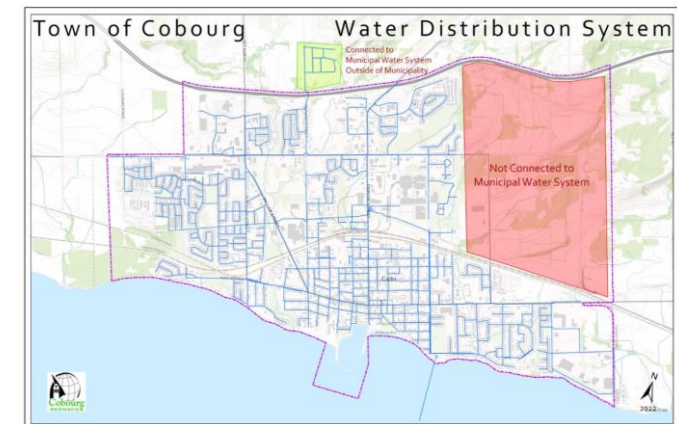 Town of Cobourg
Water Distribution System
Connected to
Municipal Water System
Outside of Municipality
Not Connected to
Municipal Water System
Cobourg
N
2022